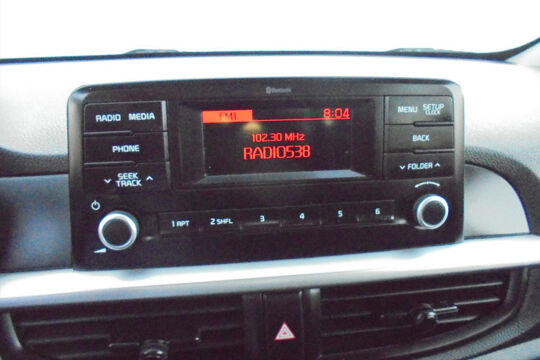 Bluetooth
RADIO MEDIA
FM1 8:04
MENU SETUP
CLOCK
102.30 MHz
RADIO538
PHONE
BACK
SEEK
TRACK
FOLDER
1 RPT 2 SHFL 3 4 5 6